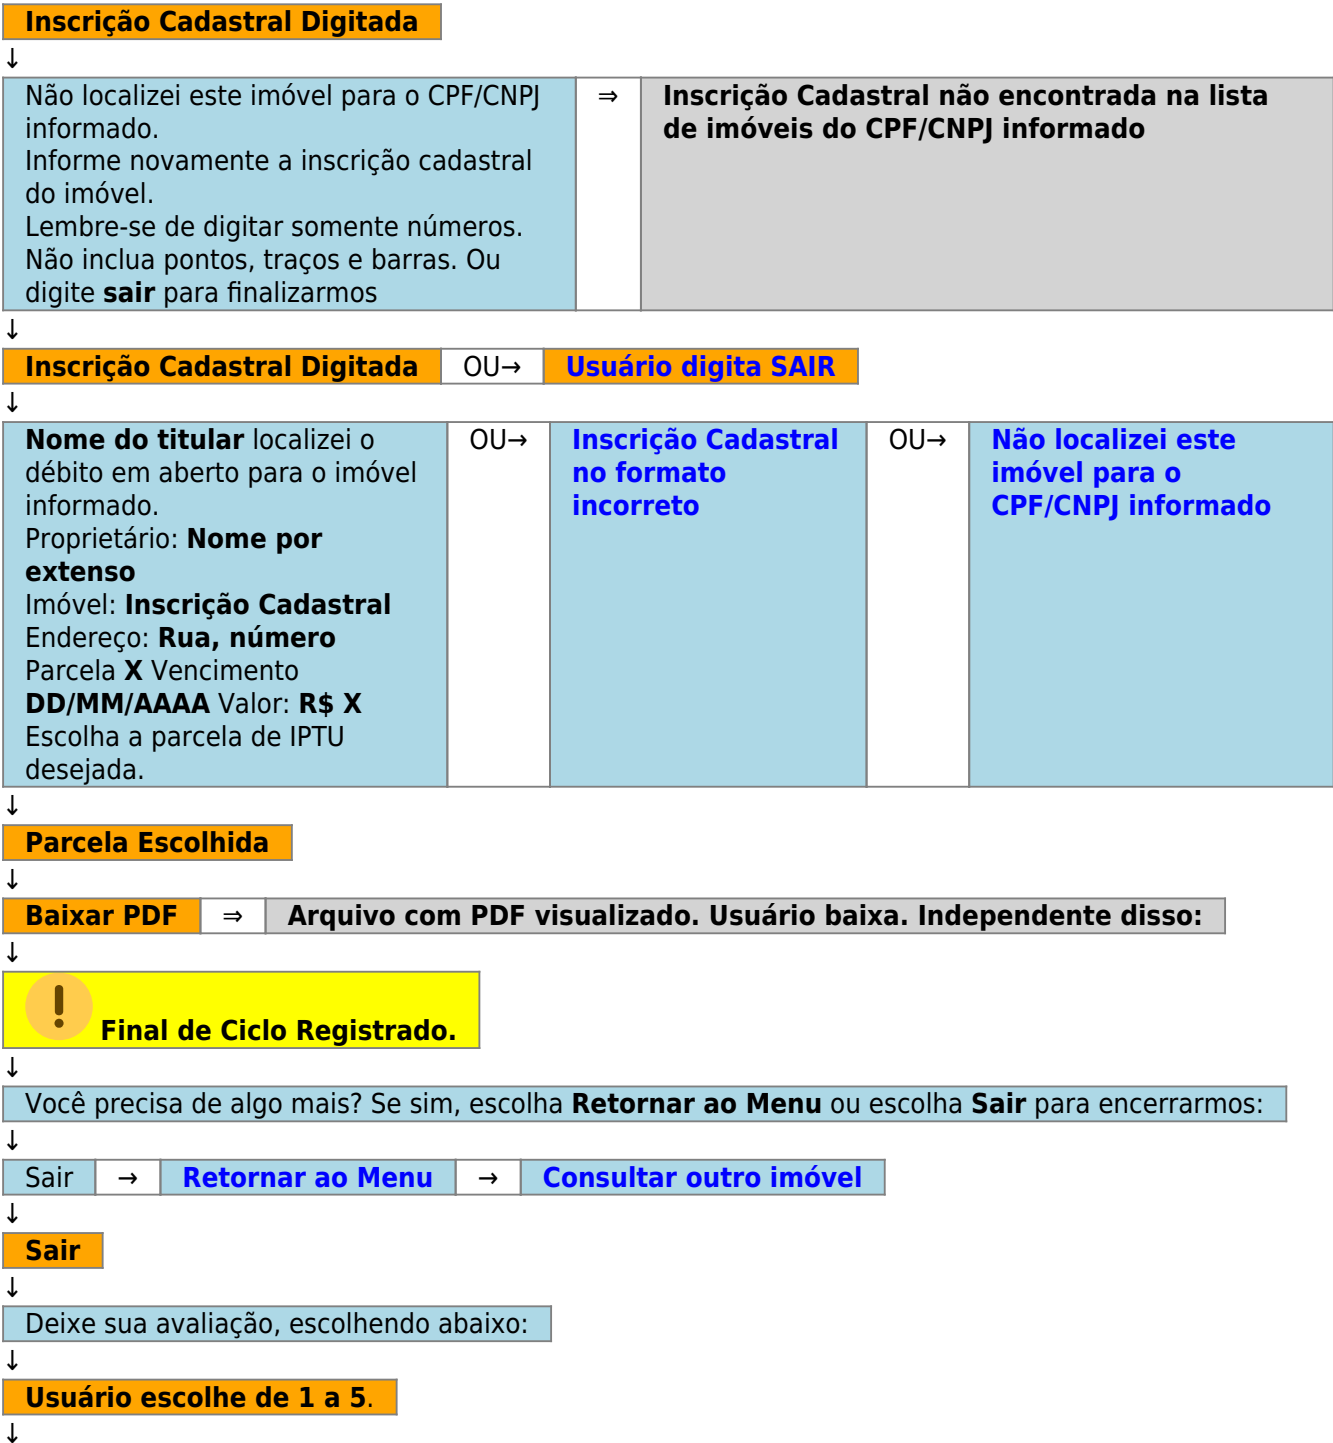 Inscrição Cadastral Digitada
↓
Não localizei este imóvel para o CPF/CNPJ
informado.
Informe novamente a inscrição cadastral
do imóvel.
Lembre-se de digitar somente números.
Não inclua pontos, traços e barras. Ou
digite sair para finalizarmos
⇒
Inscrição Cadastral não encontrada na lista
de imóveis do CPF/CNPJ informado
↓
Inscrição Cadastral Digitada OU→ Usuário digita SAIR
↓
Nome do titular localizei o
débito em aberto para o imóvel
informado.
Proprietário: Nome por
extenso
Imóvel: Inscrição Cadastral
Endereço: Rua, número
Parcela X Vencimento
DD/MM/AAAA Valor: R$ X
Escolha a parcela de IPTU
desejada.
OU→
Inscrição Cadastral
no formato
incorreto
OU→
Não localizei este
imóvel para o
CPF/CNPJ informado
↓
Parcela Escolhida
↓
Baixar PDF ⇒ Arquivo com PDF visualizado. Usuário baixa. Independente disso:
↓
Final de Ciclo Registrado.
↓
Você precisa de algo mais? Se sim, escolha Retornar ao Menu ou escolha Sair para encerrarmos:
↓
Sair → Retornar ao Menu → Consultar outro imóvel
↓
Sair
↓
Deixe sua avaliação, escolhendo abaixo:
↓
Usuário escolhe de 1 a 5.
↓